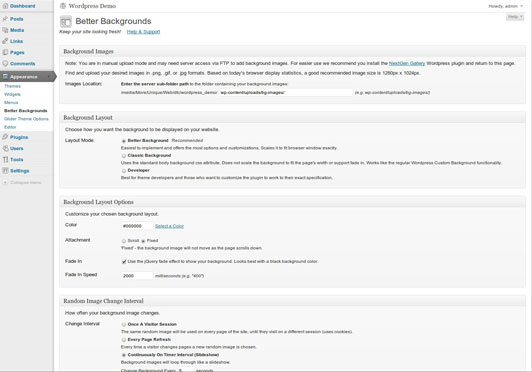 Wordpress Demo
Howdy, admin
Help
Dashboard
Posts
Media
Links
Pages
Comments
Appearance
Themes
Widgets
Menus
Better Backgrounds
Slider Theme Options
Editor
Plugins
Users
Tools
Settings
Collapse menu
Better Backgrounds
Keep your site looking fresh! Help & Support
Background Images
Note: You are in manual upload mode and may need server access via FTP to add background images. For easier use we recommend you install the NextGen Gallery Wordpress plugin and return to this page.
Find and upload your desired images in .png, .gif, or .jpg formats. Based on today's browser display statistics, a good recommended image size is 1280px x 1024px.
Images Location: Enter the server sub-folder path to the folder containing your background images:
wp-content/uploads/bg-images/ (e.g. wp-content/uploads/bg-images/)
Background Layout
Choose how you want the background to be displayed on your website.
Layout Mode: Better Background Recommended
Easiest to implement and offers the most options and customizations. Scales it to fit browser window exactly.
Classic Background
Uses the standard body background css attribute. Does not scale the background to fit the page's width or support fade in. Works like the regular Wordpress Custom Background functionality.
Developer
Best for theme developers and those who want to customize the plugin to work to their exact specification.
Background Layout Options
Customize your chosen background layout.
Color #000000 Select a Color
Attachment Scroll Fixed
'Fixed' - the background image will not move as the page scrolls down.
Fade In Use the jQuery fade effect to show your background. Looks best with a black background color.
Fade In Speed 2000 milliseconds (e.g. "600")
Random Image Change Interval
How often your background image changes.
Change Interval Once A Visitor Session
The same random image will be used on every page of the site, until they visit on a different session (uses cookies).
Every Page Refresh
Every time a visitor changes pages a new random image is chosen.
Continuously On Timer Interval (Slideshow)
Background images will loop through like a slideshow.
Change Background Every 5 seconds